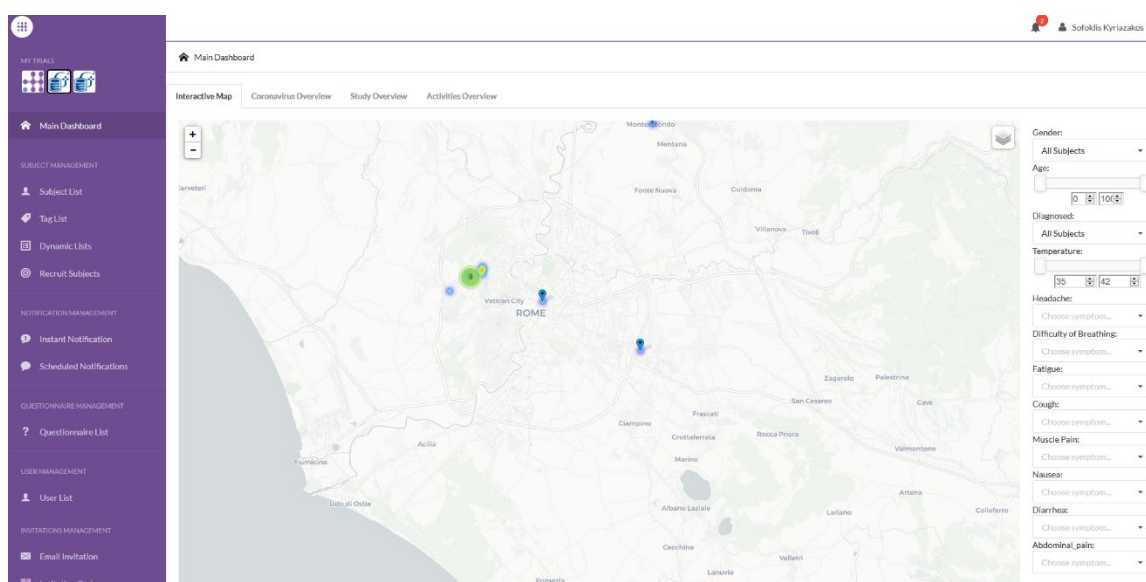 2
Sofoklis Kyriazakos
MY TRIALS
Main Dashboard
SUBJECT MANAGEMENT
Subject List
Tag List
Dynamic Lists
Recruit Subjects
NOTIFICATION MANAGEMENT
Instant Notification
Scheduled Notifications
QUESTIONNAIRE MANAGEMENT
? Questionnaire List
USER MANAGEMENT
User List
INVITATIONS MANAGEMENT
Email Invitation
Main Dashboard
Interactive Map Coronavirus Overview Study Overview Activities Overview
+
-
Mentana
Cerveteri
Fonte Nuova
Guidonia
Villanova
Tivoli
9
Vatican City
ROME
Zagarolo
Palestrina
San Cesareo
Cave
Frascati
Ciampino
Grottaferrata
Rocca Priora
Acilia
Marino
Valmontone
Fiumicino
Artena
Lido di Ostia
Albano Laziale
Lariano
Colleferro
Cecchina
Velletri
Lanuvio
Pomezia
Gender:
All Subjects
Age:
0 100
Diagnosed:
All Subjects
Temperature:
35 42
Headache:
Choose symptom...
Difficulty of Breathing:
Choose symptom...
Fatigue:
Choose symptom...
Cough:
Choose symptom...
Muscle Pain:
Choose symptom...
Nausea:
Choose symptom...
Diarrhea:
Choose symptom...
Abdominal_pain:
Choose symptom...